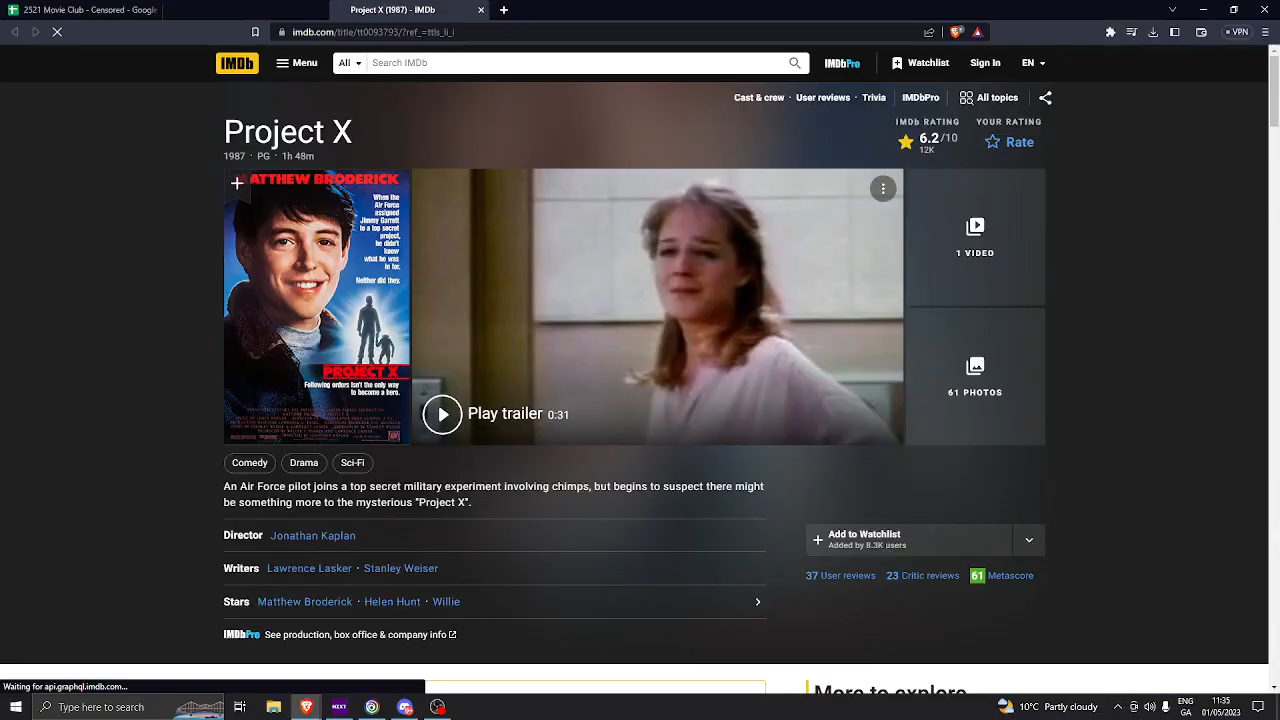 2521 Movie Club - Censored - Google
Project X (1987) - IMDb
imdb.com/title/tt0093793/?ref_=ttls_li_i
VPN
IMDb
Menu
All
Search IMDb
IMDbPro
Watchlist
Sign In
EN
Cast & crew · User reviews · Trivia
IMDbPro
All topics
Project X
1987 · PG · 1h 48m
IMDb RATING
6.2/10
12K
YOUR RATING
Rate
MATTHEW BRODERICK
When the
Air Force
assigned
Jimmy Garrett
to a top secret
project,
he didn't
know
what he was
in for.
Neither did they.
PROJECT X
Following orders isn't the only way
to become a hero.
Play trailer 0:31
1 VIDEO
61 PHOTOS
Comedy
Drama
Sci-Fi
An Air Force pilot joins a top secret military experiment involving chimps, but begins to suspect there might
be something more to the mysterious "Project X".
Director Jonathan Kaplan
Writers Lawrence Lasker · Stanley Weiser
Stars Matthew Broderick · Helen Hunt · Willie
IMDbPro See production, box office & company info
Add to Watchlist
Added by 8.3K users
37 User reviews
23 Critic reviews
61 Metascore
More to explore
Waiting for api.graphql.imdb.com...
Type here to search
NEXT
10°C Partly cloudy
ENG
GA
11:35
01/05/2023